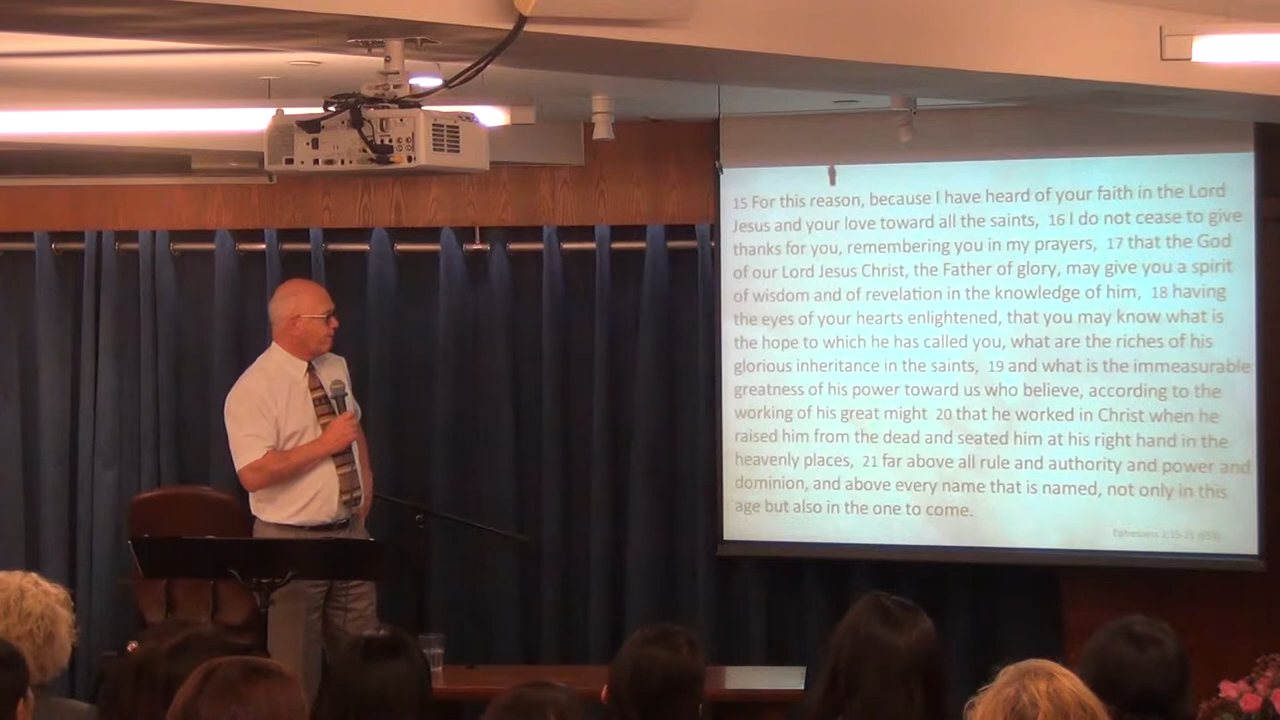 15 For this reason, because I have heard of your faith in the Lord
Jesus and your love toward all the saints, 16 I do not cease to give
thanks for you, remembering you in my prayers, 17 that the God
of our Lord Jesus Christ, the Father of glory, may give you a spirit
of wisdom and of revelation in the knowledge of him, 18 having
the eyes of your hearts enlightened, that you may know what is
the hope to which he has called you, what are the riches of his
glorious inheritance in the saints, 19 and what is the immeasurable
greatness of his power toward us who believe, according to the
working of his great might 20 that he worked in Christ when he
raised him from the dead and seated him at his right hand in the
heavenly places, 21 far above all rule and authority and power and
dominion, and above every name that is named, not only in this
age but also in the one to come.
Ephesians 1:15-21